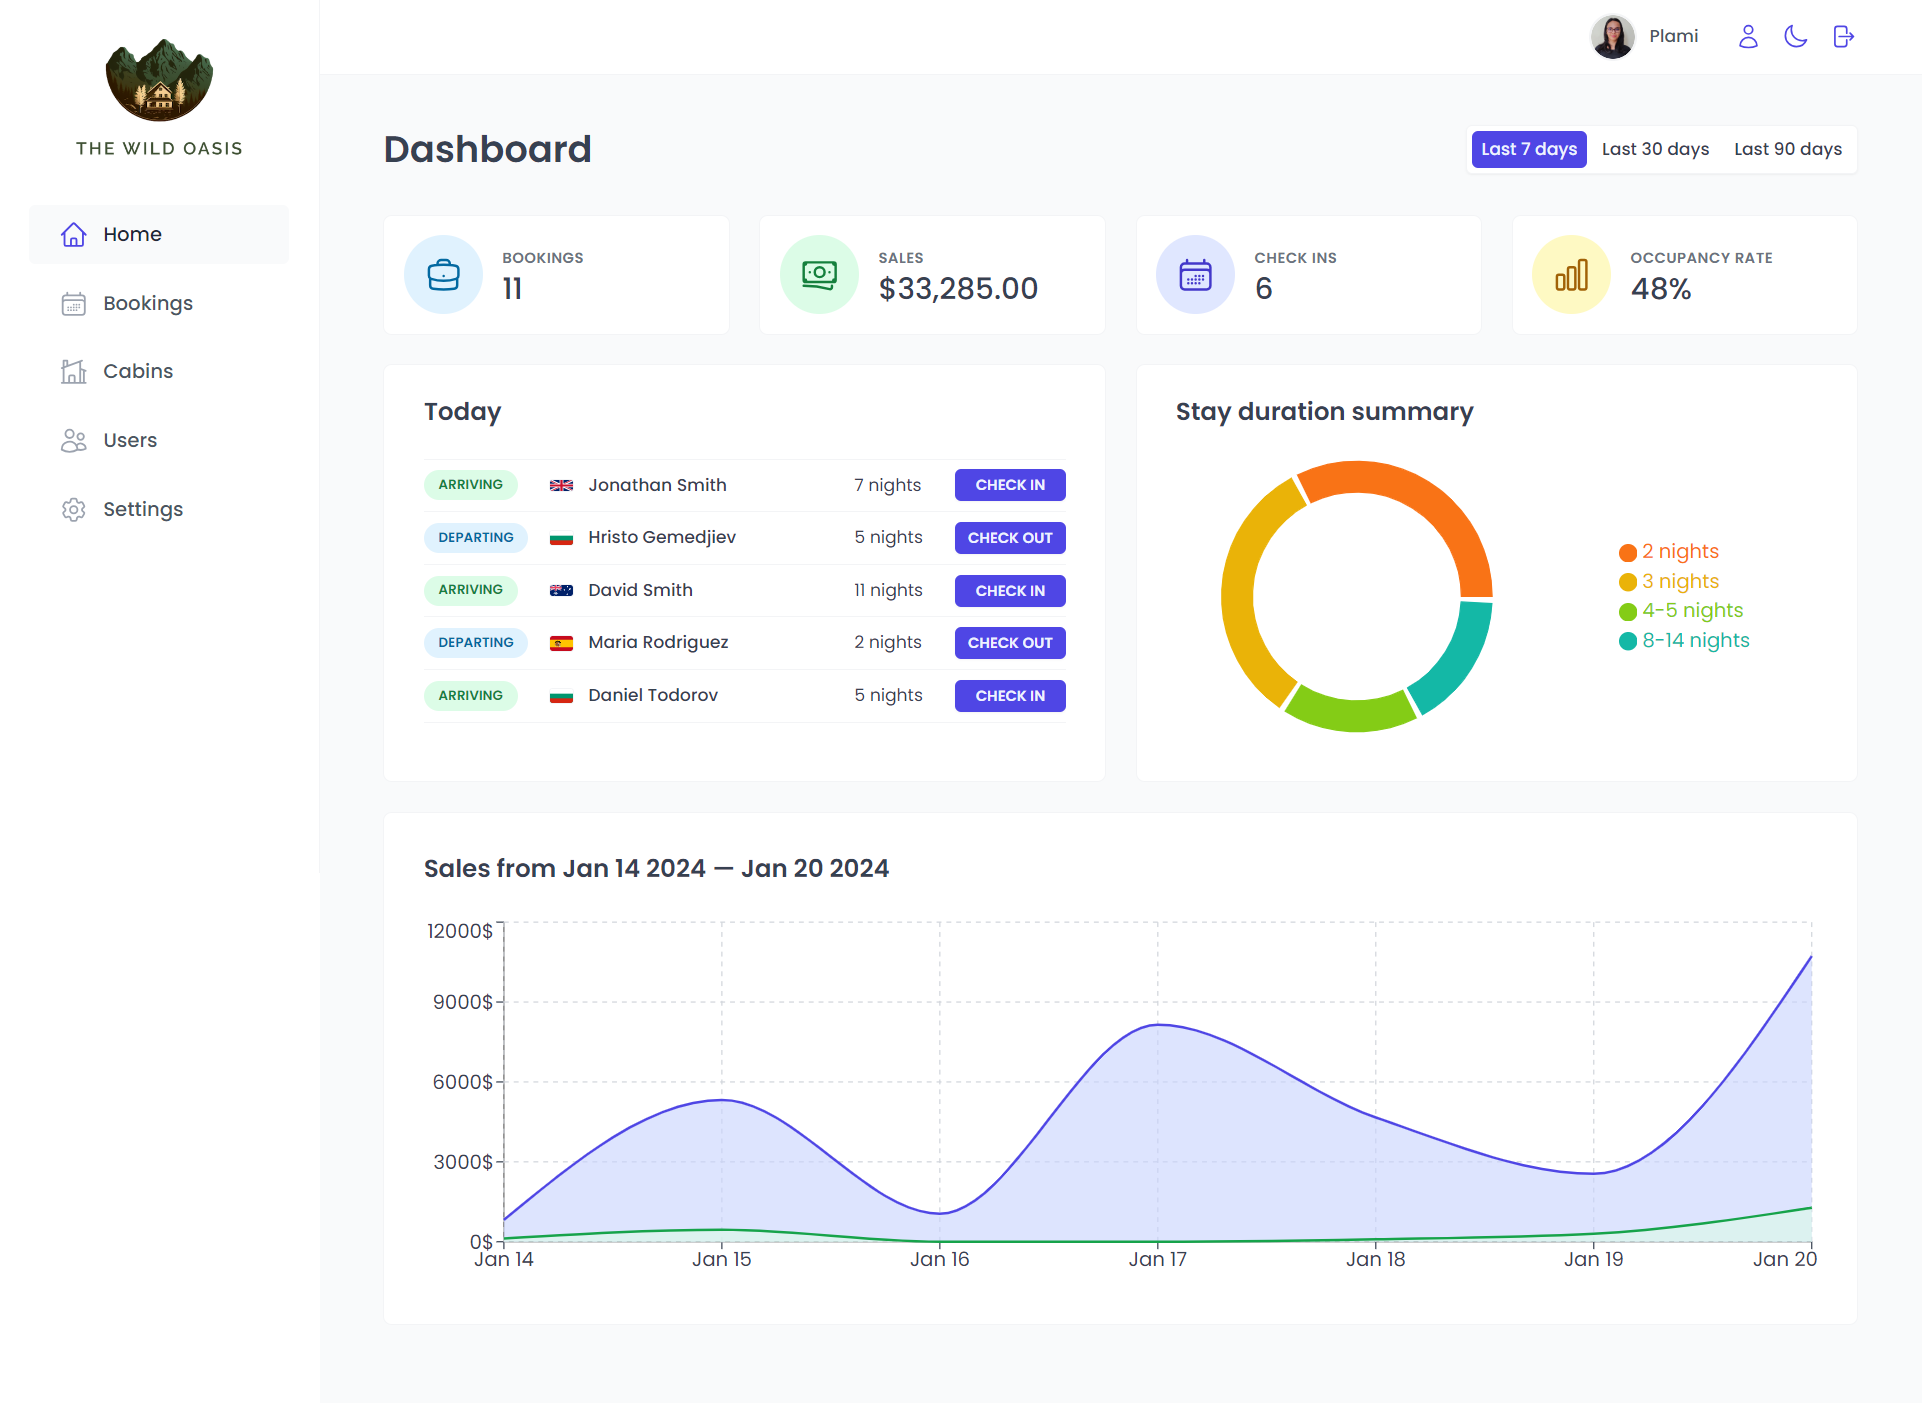 THE WILD OASIS
Home
Bookings
Cabins
Users
Settings
Plami
Dashboard
Last 7 days Last 30 days Last 90 days
BOOKINGS
11
SALES
$33,285.00
CHECK INS
6
OCCUPANCY RATE
48%
Today
ARRIVING Jonathan Smith 7 nights CHECK IN
DEPARTING Hristo Gemedjiev 5 nights CHECK OUT
ARRIVING David Smith 11 nights CHECK IN
DEPARTING Maria Rodriguez 2 nights CHECK OUT
ARRIVING Daniel Todorov 5 nights CHECK IN
Stay duration summary
2 nights
3 nights
4-5 nights
8-14 nights
Sales from Jan 14 2024 — Jan 20 2024
12000$
9000$
6000$
3000$
0$
Jan 14 Jan 15 Jan 16 Jan 17 Jan 18 Jan 19 Jan 20